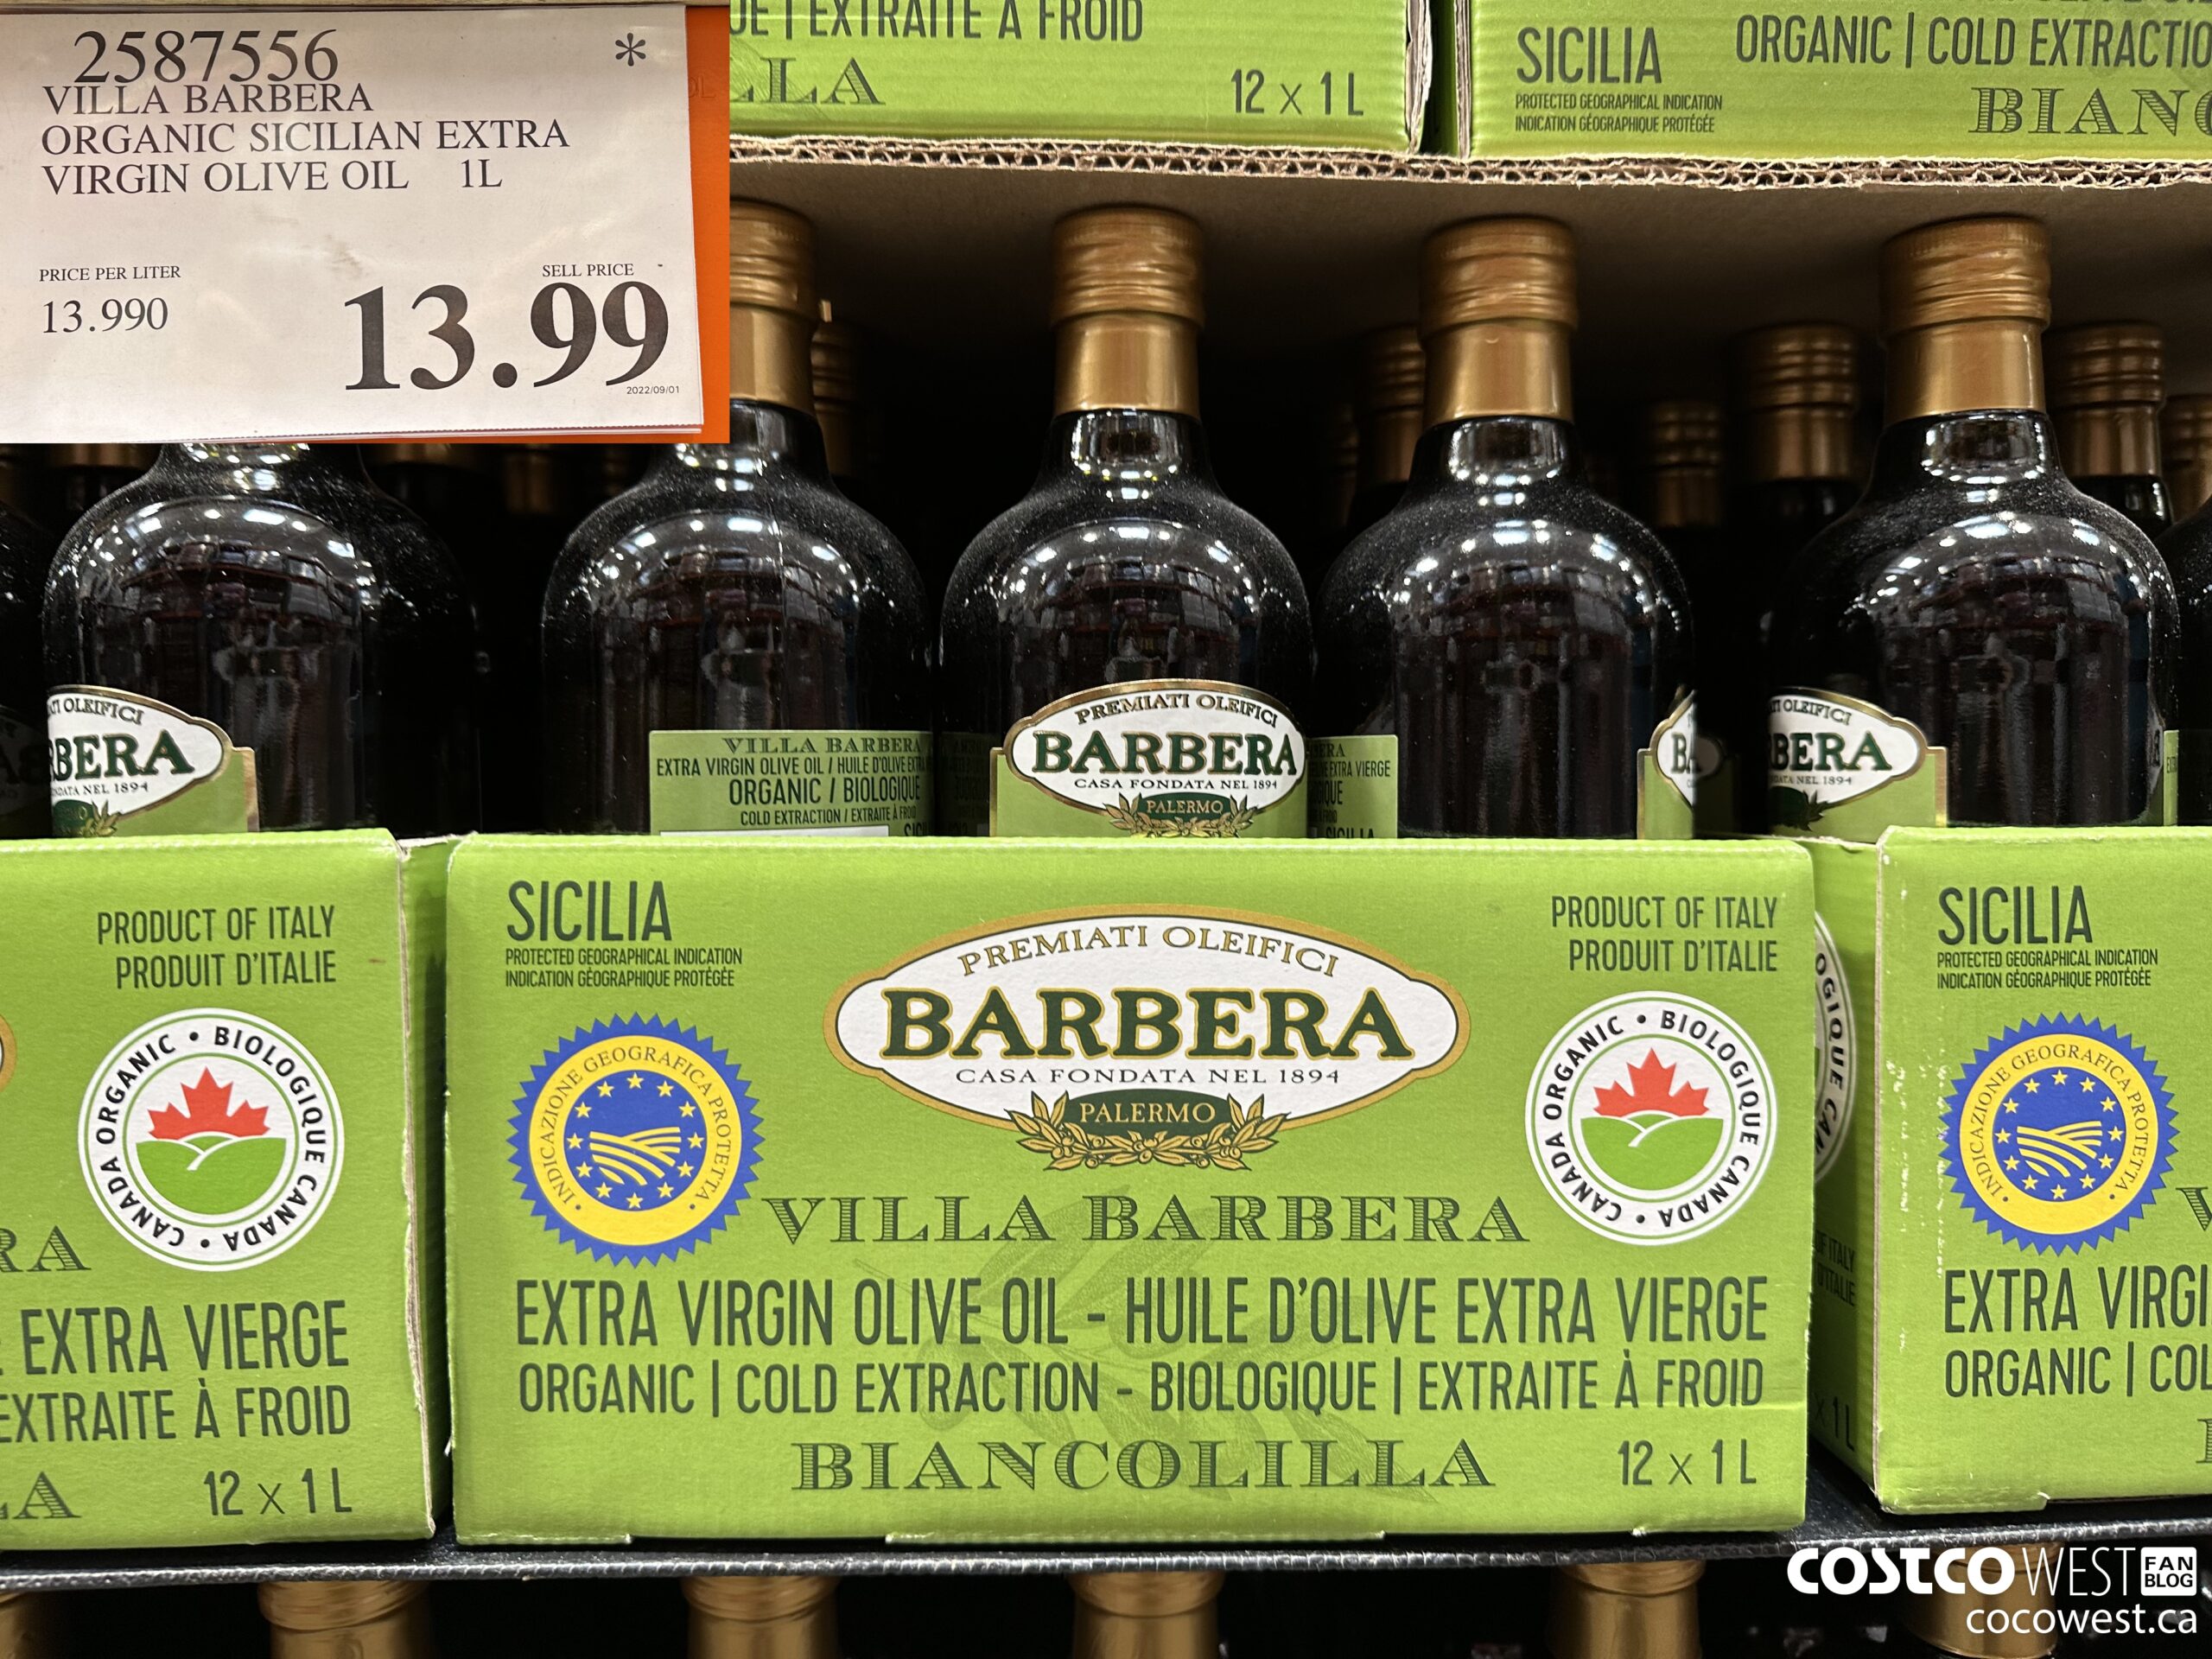 2587556 *
VILLA BARBERA
ORGANIC SICILIAN EXTRA
VIRGIN OLIVE OIL 1L
PRICE PER LITER
13.990
SELL PRICE
13.99
2022/09/01
EXTRAITE À FROID
12 x 1 L
SICILIA
PROTECTED GEOGRAPHICAL INDICATION
INDICATION GÉOGRAPHIQUE PROTÉGÉE
ORGANIC | COLD
OLEIFICI
VILLA BARBERA
EXTRA VIRGIN OLIVE OIL / HUILE D'OLIVE
ORGANIC / BIOLOGIQUE
COLD EXTRACTION / EXTRAITE À FROID
PREMIATI OLEIFICI
BARBERA
CASA FONDATA NEL 1894
PALERMO
EXTRA VIERGE
SICILIA
OLEIFICI
PRODUCT OF ITALY
PRODUIT D'ITALIE
CANADA ORGANIC • BIOLOGIQUE CANADA •
EXTRA VIERGE
EXTRAITE À FROID
12 x 1 L
SICILIA
PROTECTED GEOGRAPHICAL INDICATION
INDICATION GÉOGRAPHIQUE PROTÉGÉE
• INDICAZIONE GEOGRAFICA PROTETTA •
PREMIATI OLEIFICI
BARBERA
CASA FONDATA NEL 1894
PALERMO
PRODUCT OF ITALY
PRODUIT D'ITALIE
CANADA ORGANIC • BIOLOGIQUE CANADA •
VILLA BARBERA
EXTRA VIRGIN OLIVE OIL - HUILE D'OLIVE EXTRA VIERGE
ORGANIC | COLD EXTRACTION - BIOLOGIQUE | EXTRAITE À FROID
BIANCOLILLA
12 x 1 L
SICILIA
PROTECTED GEOGRAPHICAL INDICATION
INDICATION GÉOGRAPHIQUE PROTÉGÉE
• INDICAZIONE GEOGRAFICA PROTETTA •
EXTRA
ORGANIC |
COSTCO WEST FAN BLOG
cocowest.ca